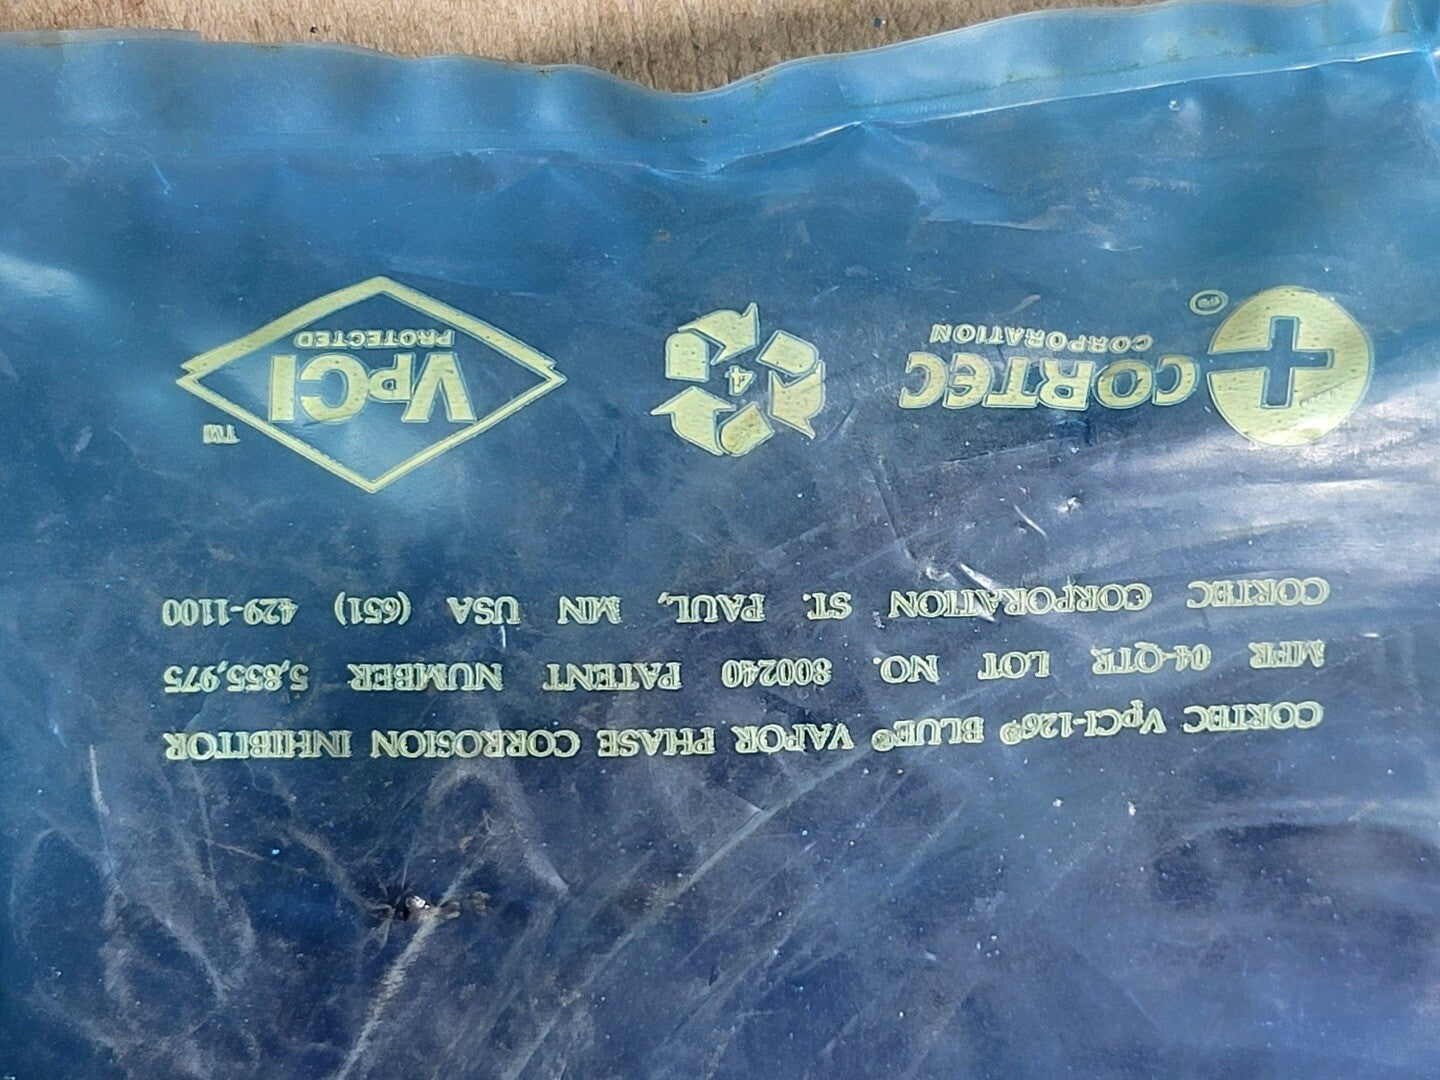 CORTEC VpCI-126® BLUE® VAPOR PHASE CORROSION INHIBITOR
MFR 04-QTR LOT NO. 800240 PATENT NUMBER 5,855,975
CORTEC CORPORATION ST. PAUL, MN USA (651) 429-1100
CORTEC
CORPORATION
®
4
VpCI
PROTECTED
TM